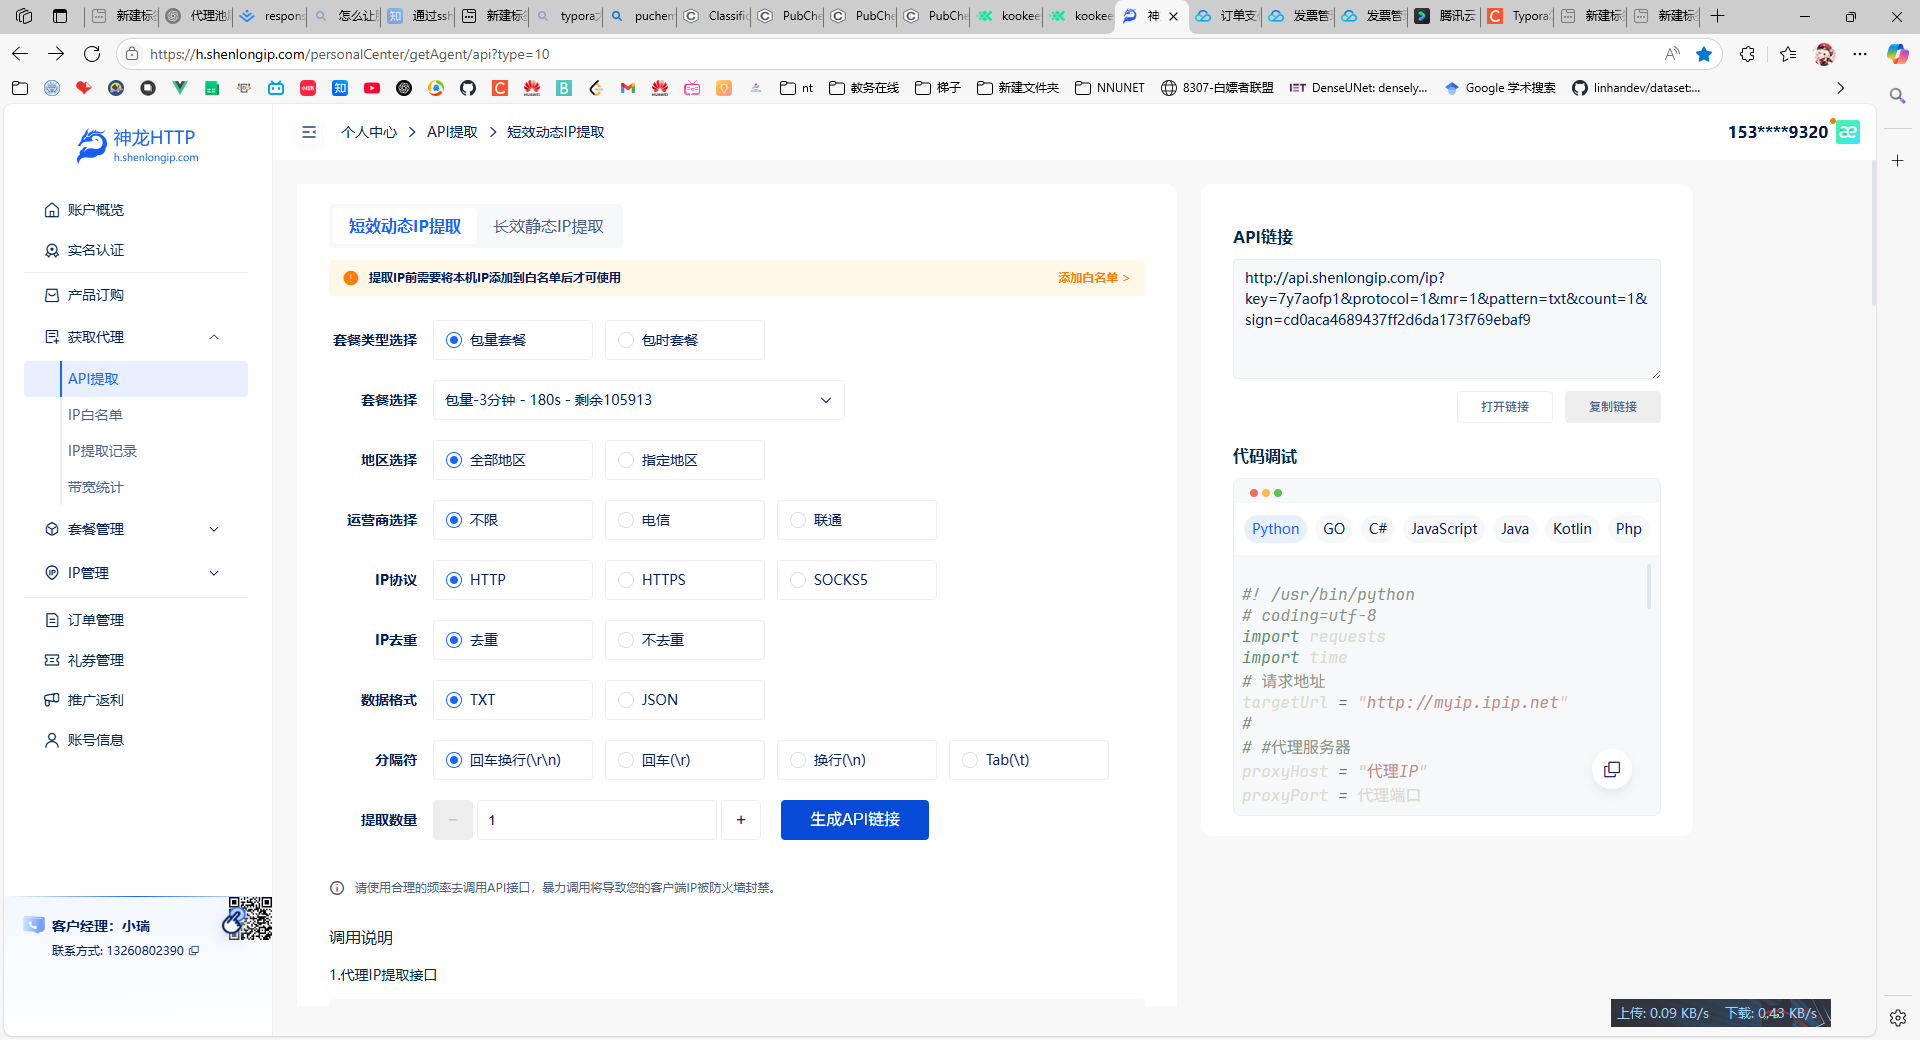 新建标签
代理池
respons
怎么让
通过ssh
新建标签
typora
puchem
Classific
PubChe
PubChe
PubChe
kookee
kookee
神
订单支
发票管
发票管
腾讯云
Typora
新建标签
新建标签
https://h.shenlongip.com/personalCenter/getAgent/api?type=10
nt
教务在线
梯子
新建文件夹
NNUNET
8307-白嫖者联盟
DenseUNet: densely...
Google 学术搜索
linhandev/dataset:...
神龙HTTP
h.shenlongip.com
个人中心 > API提取 > 短效动态IP提取
153****9320
账户概览
实名认证
产品订购
获取代理
API提取
IP白名单
IP提取记录
带宽统计
套餐管理
IP管理
订单管理
礼券管理
推广返利
账号信息
客户经理：小瑞
联系方式: 13260802390
短效动态IP提取 长效静态IP提取
提取IP前需要将本机IP添加到白名单后才可使用 添加白名单 >
套餐类型选择 包量套餐 包时套餐
套餐选择 包量-3分钟 - 180s - 剩余105913
地区选择 全部地区 指定地区
运营商选择 不限 电信 联通
IP协议 HTTP HTTPS SOCKS5
IP去重 去重 不去重
数据格式 TXT JSON
分隔符 回车换行(\r\n) 回车(\r) 换行(\n) Tab(\t)
提取数量 − 1 + 生成API链接
请使用合理的频率去调用API接口，暴力调用将导致您的客户端IP被防火墙封禁。
调用说明
1.代理IP提取接口
API链接
http://api.shenlongip.com/ip?
key=7y7aofp1&protocol=1&mr=1&pattern=txt&count=1&
sign=cd0aca4689437ff2d6da173f769ebaf9
打开链接 复制链接
代码调试
Python GO C# JavaScript Java Kotlin Php
#! /usr/bin/python
# coding=utf-8
import requests
import time
# 请求地址
targetUrl = "http://myip.ipip.net"
#
# #代理服务器
proxyHost = "代理IP"
proxyPort = 代理端口
上传: 0.09 KB/s 下载: 0.43 KB/s